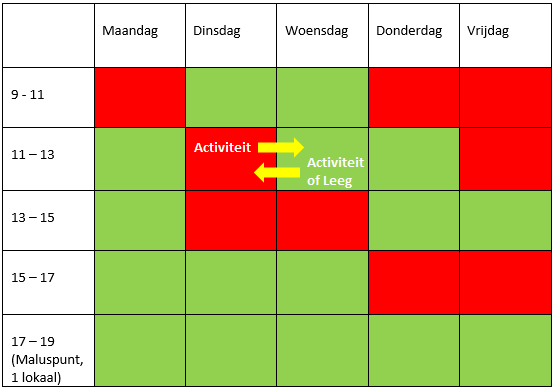 Maandag Dinsdag Woensdag Donderdag Vrijdag
9 - 11
11 – 13
Activiteit
Activiteit
of Leeg
13 – 15
15 – 17
17 – 19
(Maluspunt,
1 lokaal)